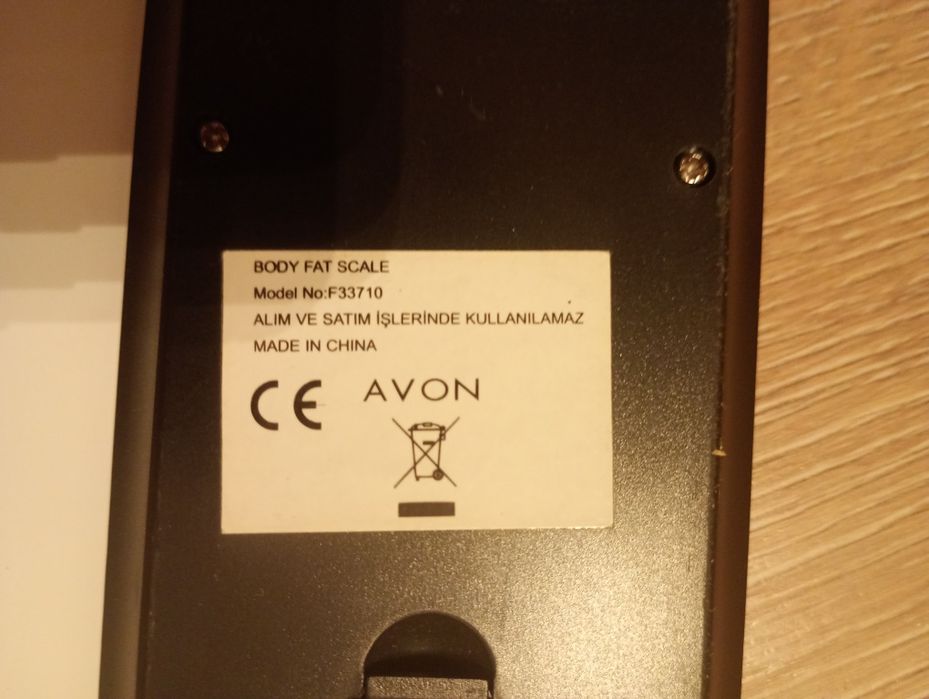 BODY FAT SCALE
Model No:F33710
ALIM VE SATIM İŞLERİNDE KULLANILAMAZ
MADE IN CHINA
CE AVON